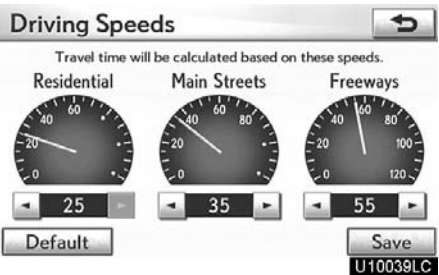 Driving Speeds
Travel time will be calculated based on these speeds.
Residential Main Streets Freeways
0 20 40 60
0 20 40 60 80
0 20 40 60 80 100 120
25 35 55
Default Save
U10039LC